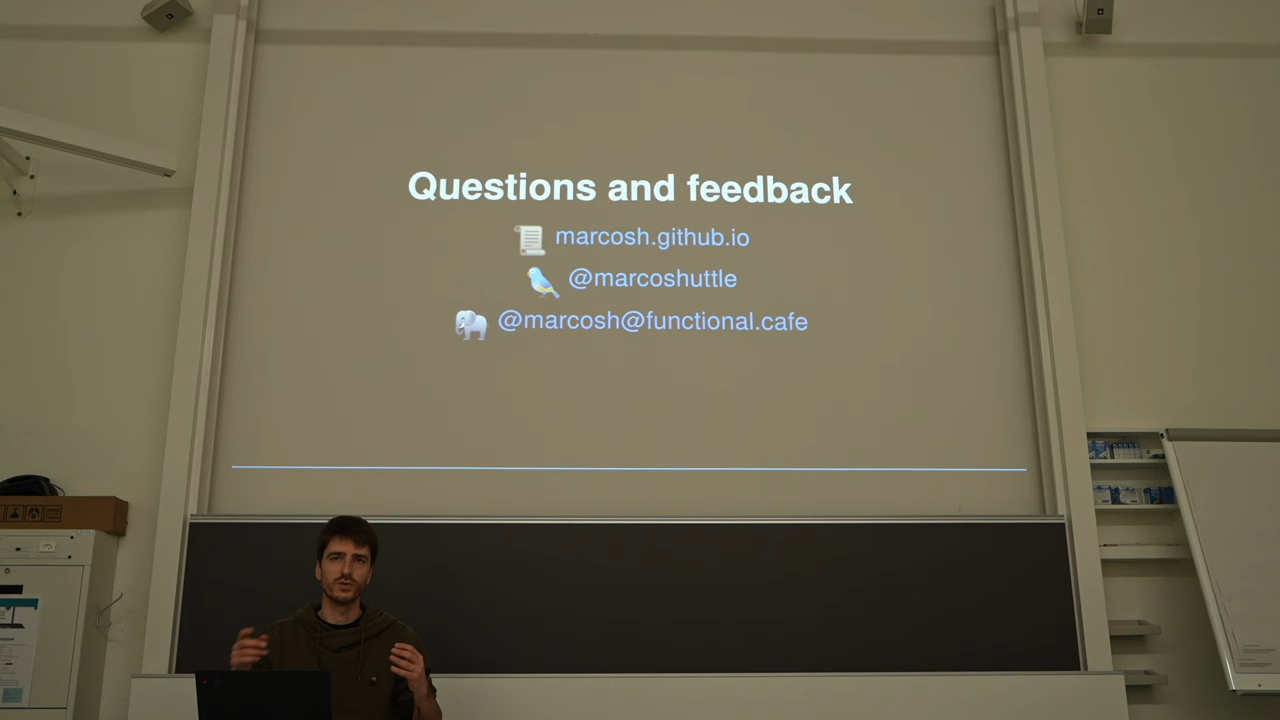 Questions and feedback
marcosh.github.io
@marcoshuttle
@marcosh@functional.cafe